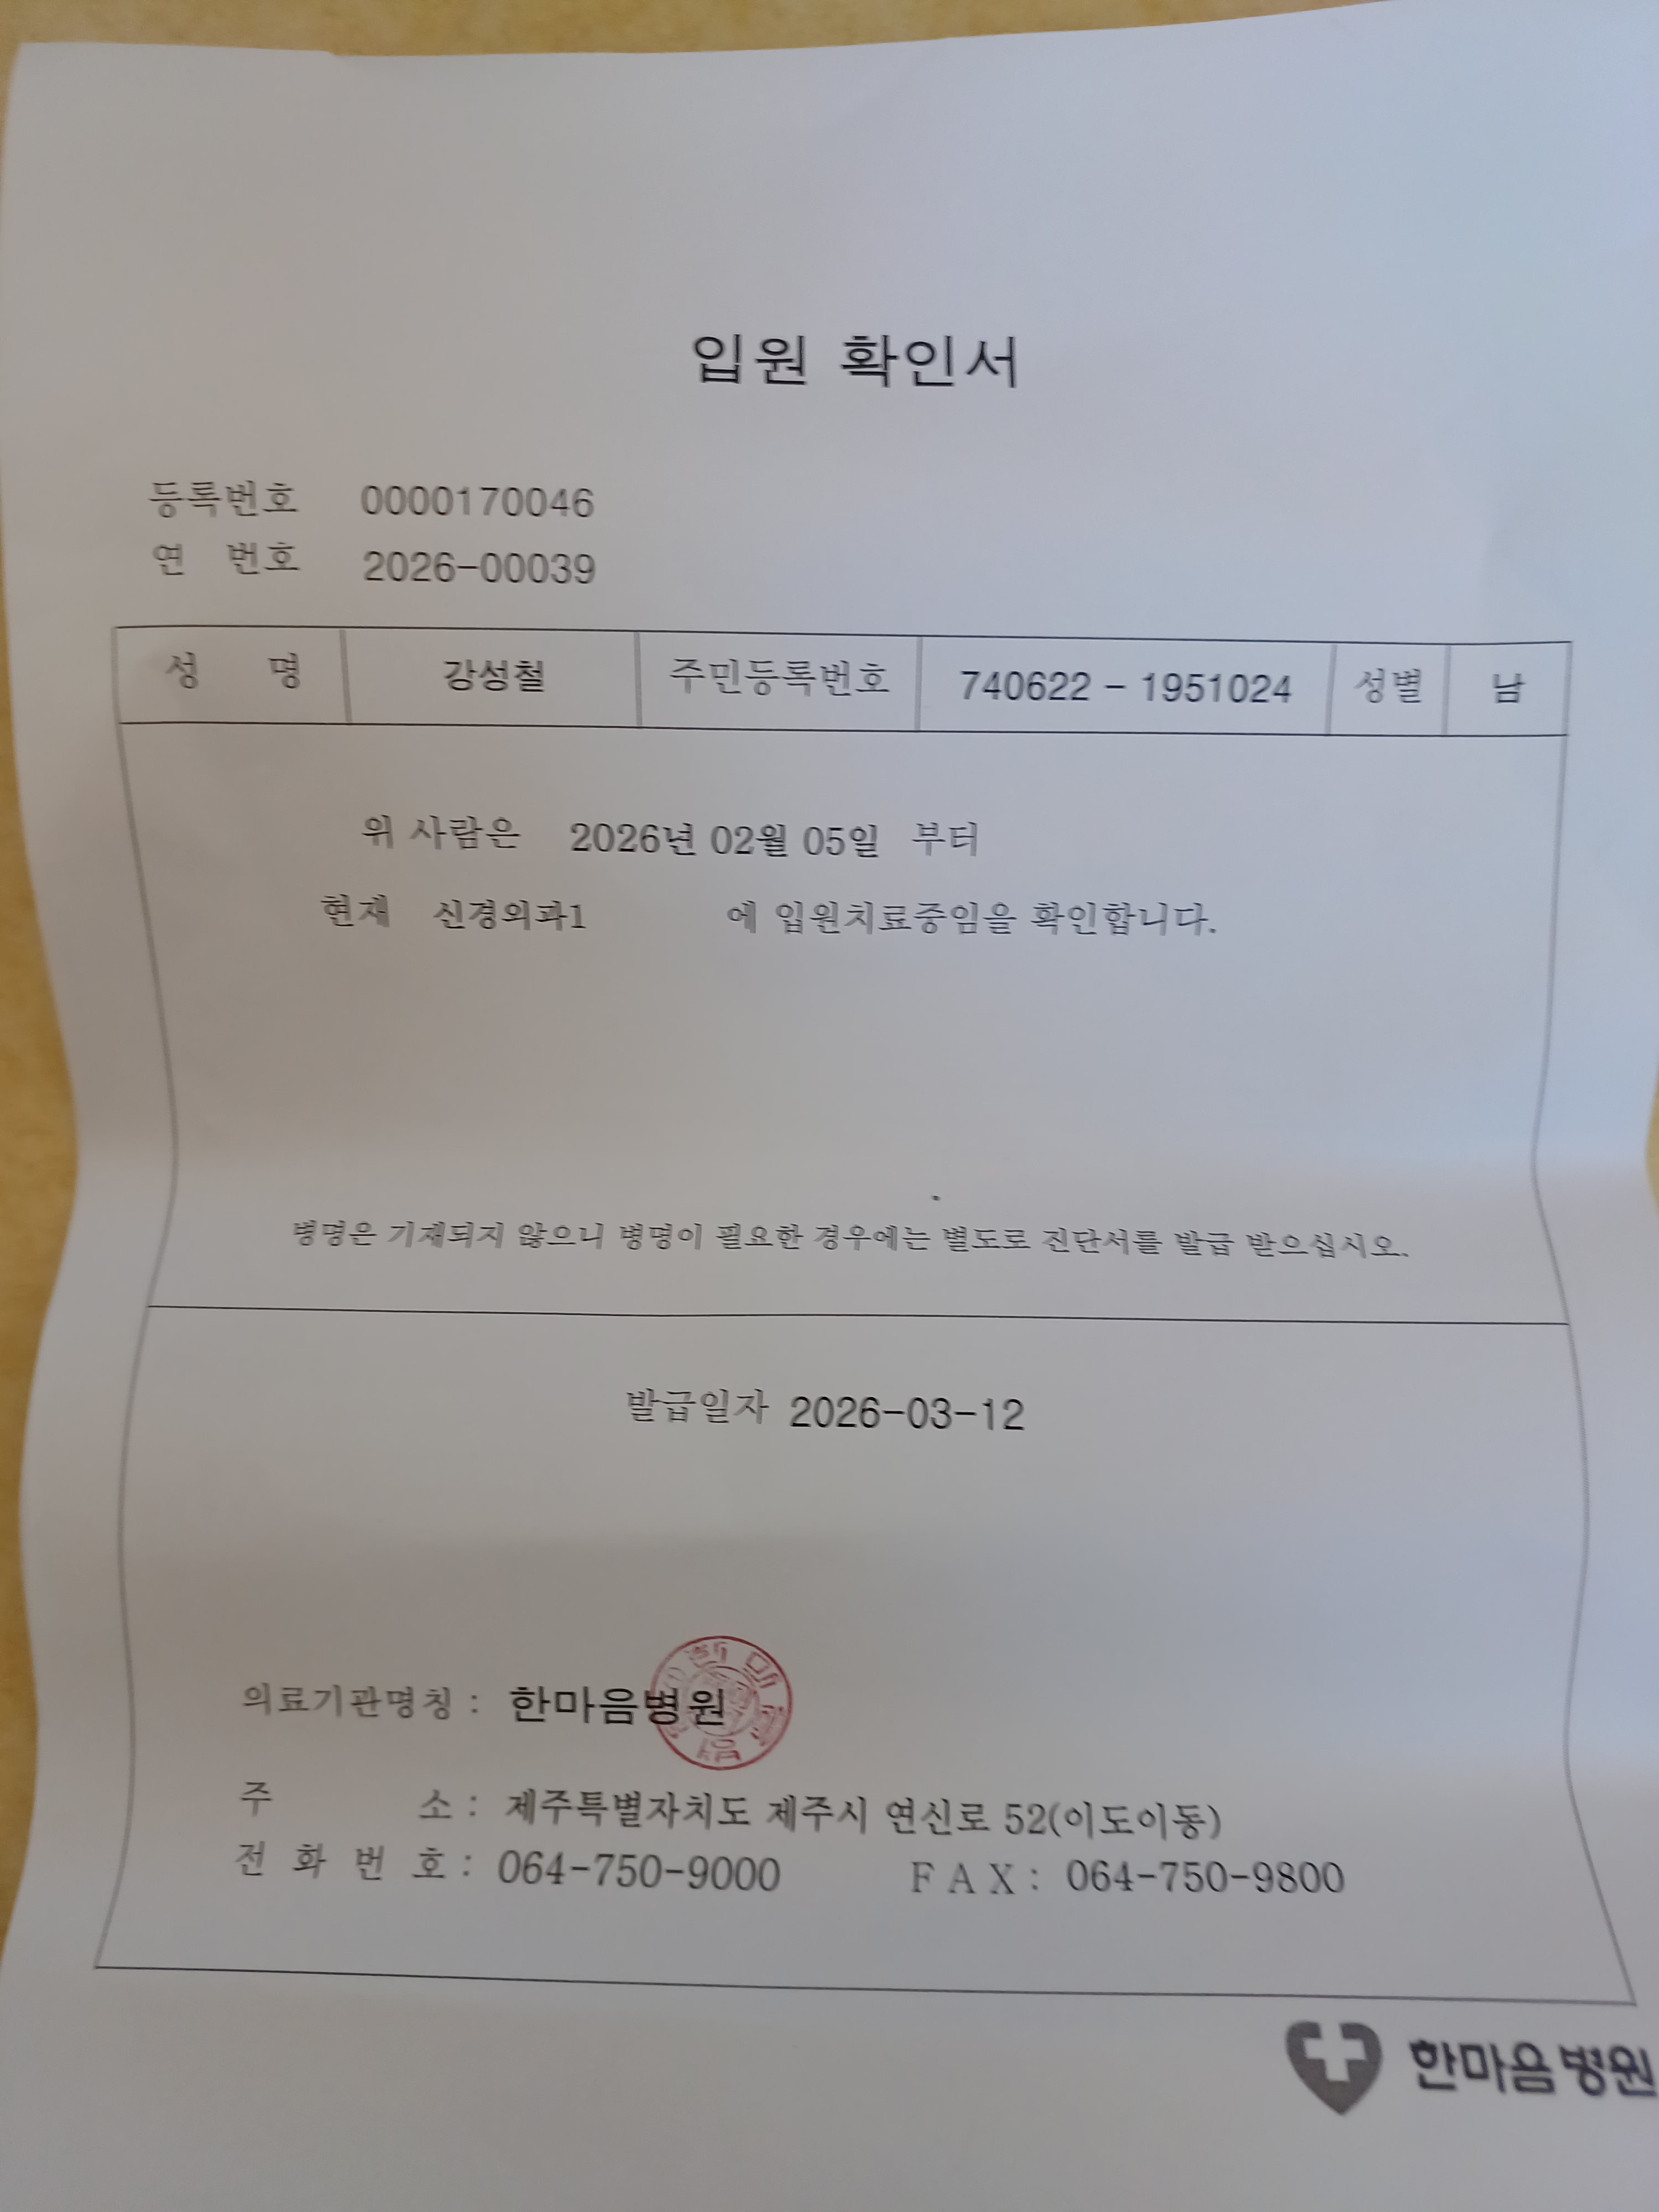 입원 확인서
등록번호 0000170046
연 번호 2026-00039
성 명 강성철 주민등록번호 740622 - 1951024 성별 남
위 사람은 2026년 02월 05일 부터
현재 신경외과1 에 입원치료중임을 확인합니다.
병명은 기재되지 않으니 병명이 필요한 경우에는 별도로 진단서를 발급 받으십시오.
발급일자 2026-03-12
의료기관명칭 : 한마음병원
주 소 : 제주특별자치도 제주시 연신로 52(이도이동)
전 화 번 호 : 064-750-9000 F A X : 064-750-9800
한마음병원